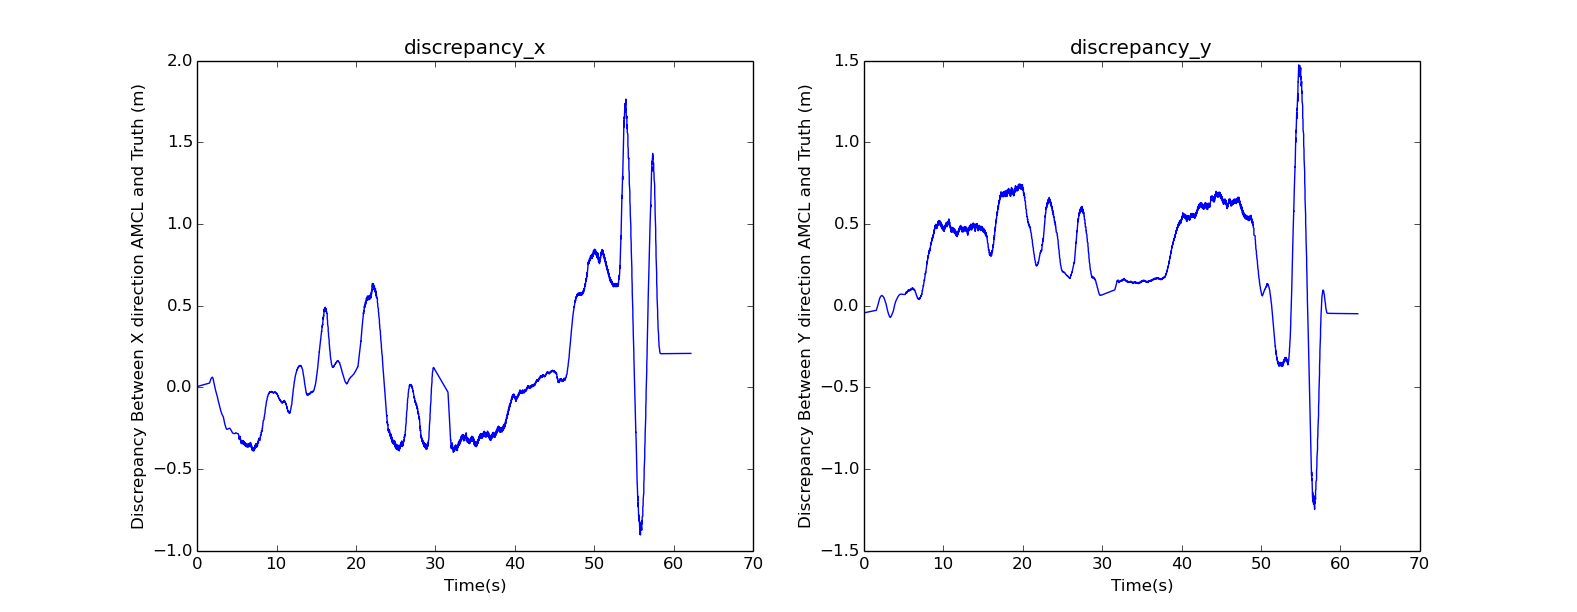 discrepancy_x
Discrepancy Between X direction AMCL and Truth (m)
2.0
1.5
1.0
0.5
0.0
−0.5
−1.0
0 10 20 30 40 50 60 70
Time(s)
discrepancy_y
Discrepancy Between Y direction AMCL and Truth (m)
1.5
1.0
0.5
0.0
−0.5
−1.0
−1.5
0 10 20 30 40 50 60 70
Time(s)